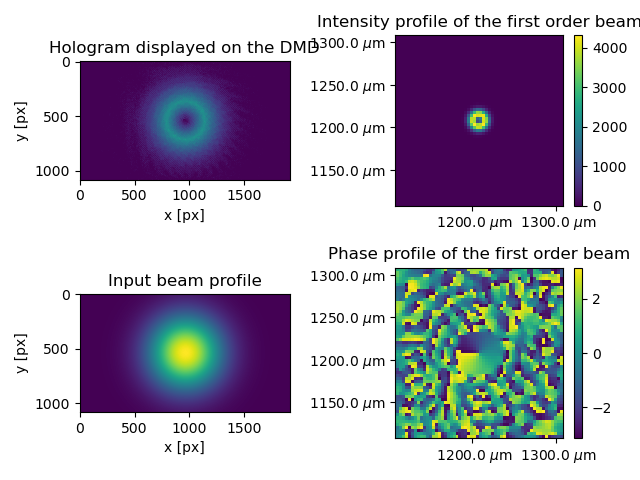 Hologram displayed on the DMD
0
500
1000
y [px]
0 500 1000 1500
x [px]
Intensity profile of the first order beam
1300.0 μm
1250.0 μm
1200.0 μm
1150.0 μm
1200.0 μm 1300.0 μm
4000
3000
2000
1000
0
Input beam profile
0
500
1000
y [px]
0 500 1000 1500
x [px]
Phase profile of the first order beam
1300.0 μm
1250.0 μm
1200.0 μm
1150.0 μm
1200.0 μm 1300.0 μm
2
0
−2